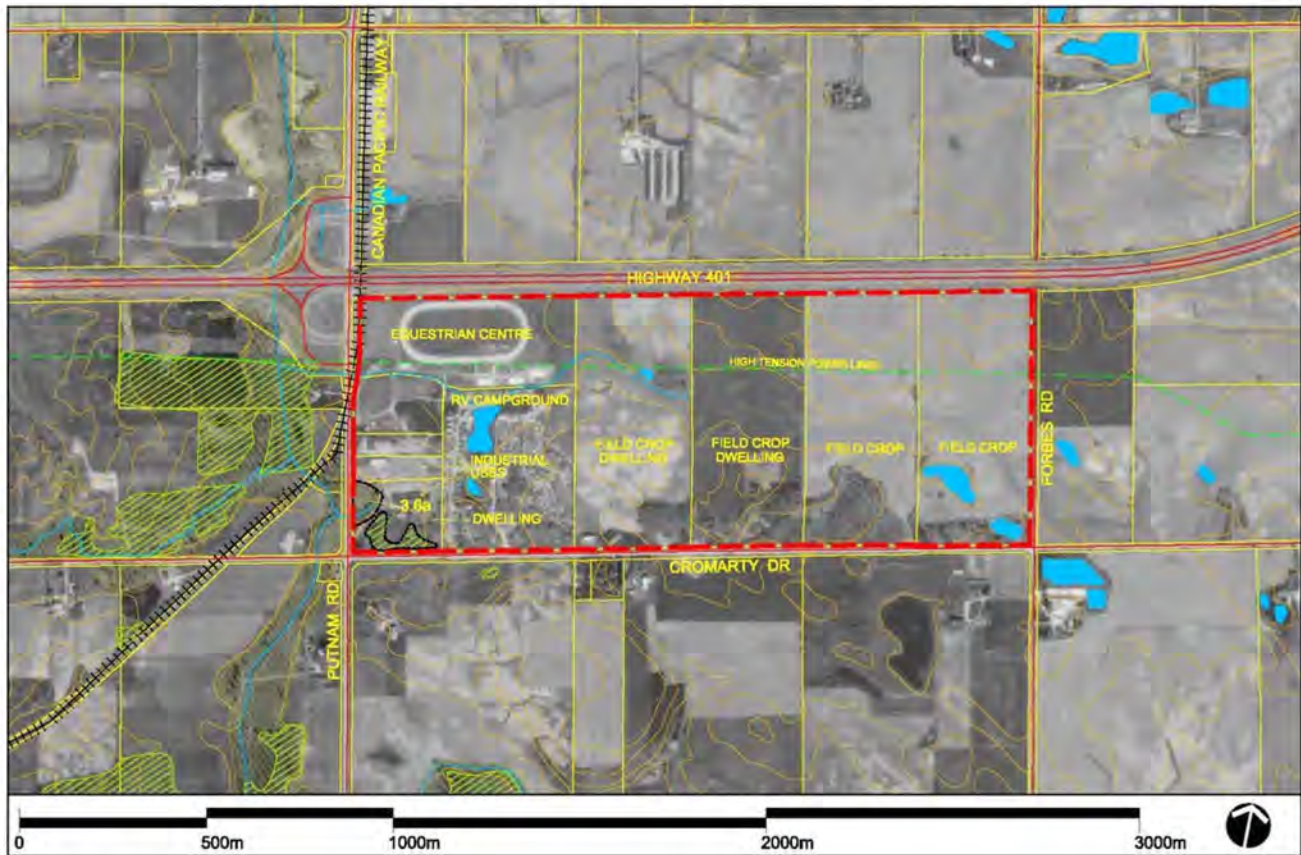 CANADIAN PACIFIC RAILWAY
HIGHWAY 401
EQUESTRIAN CENTRE
HIGH TENSION POWER LINES
RV CAMPGROUND
FIELD CROP
DWELLING
FIELD CROP
DWELLING
FIELD CROP
FIELD CROP
INDUSTRIAL
USES
3.6a
DWELLING
FORBES RD
CROMARTY DR
PUTNAM RD
0
500m
1000m
2000m
3000m